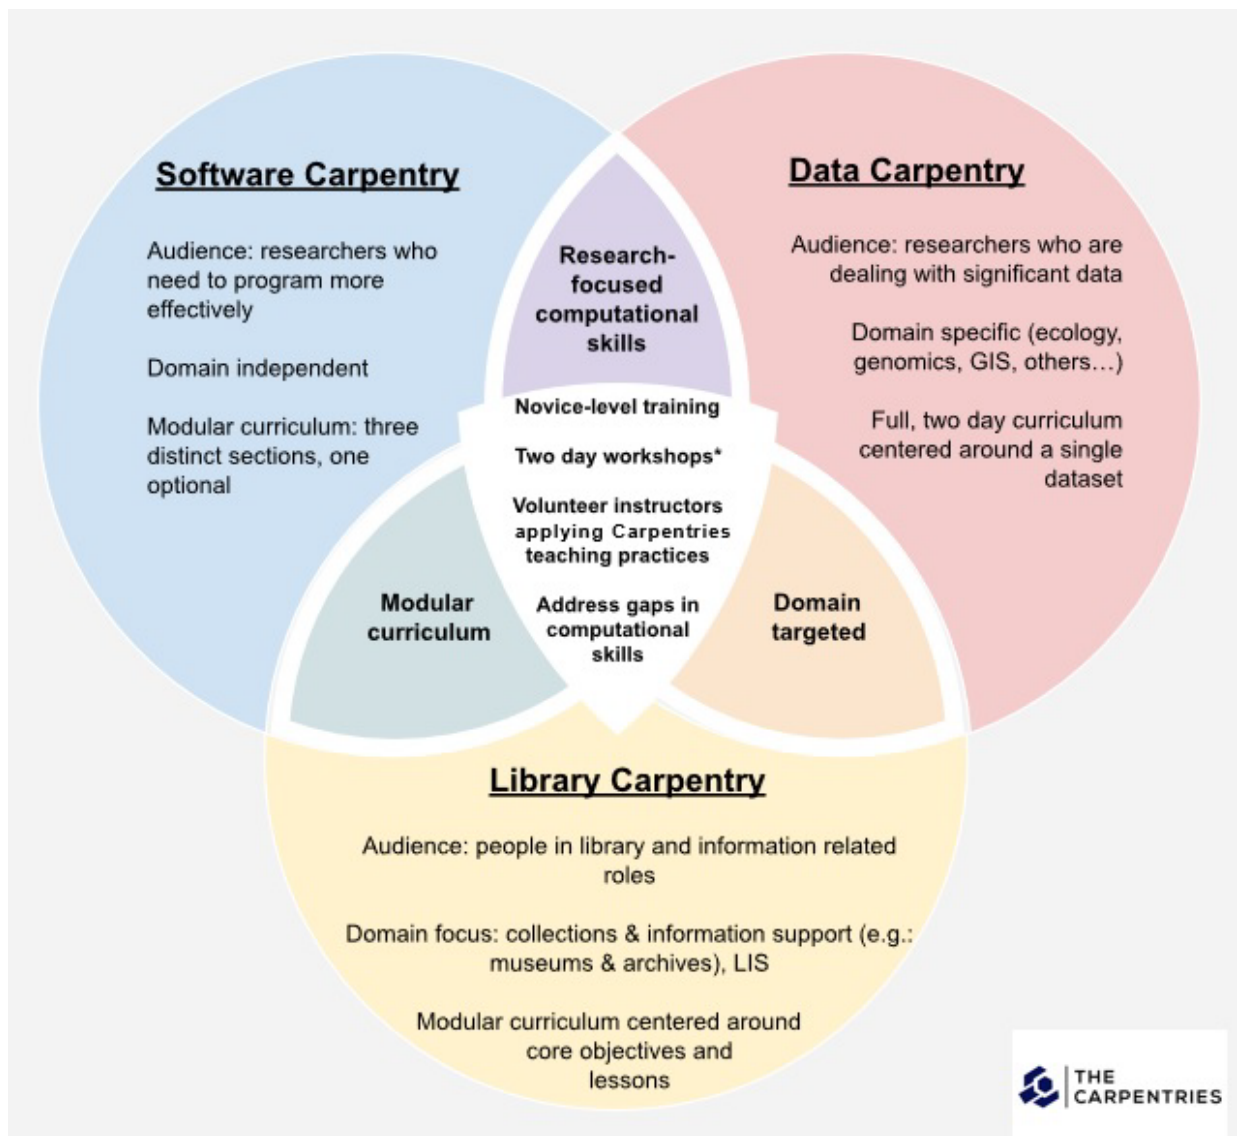 Software Carpentry
Audience: researchers who
need to program more
effectively
Domain independent
Modular curriculum: three
distinct sections, one
optional
Data Carpentry
Audience: researchers who are
dealing with significant data
Domain specific (ecology,
genomics, GIS, others…)
Full, two day curriculum
centered around a single
dataset
Research-
focused
computational
skills
Novice-level training
Two day workshops*
Volunteer instructors
applying Carpentries
teaching practices
Address gaps in
computational
skills
Modular
curriculum
Domain
targeted
Library Carpentry
Audience: people in library and information related
roles
Domain focus: collections & information support (e.g.:
museums & archives), LIS
Modular curriculum centered around
core objectives and
lessons
THE
CARPENTRIES